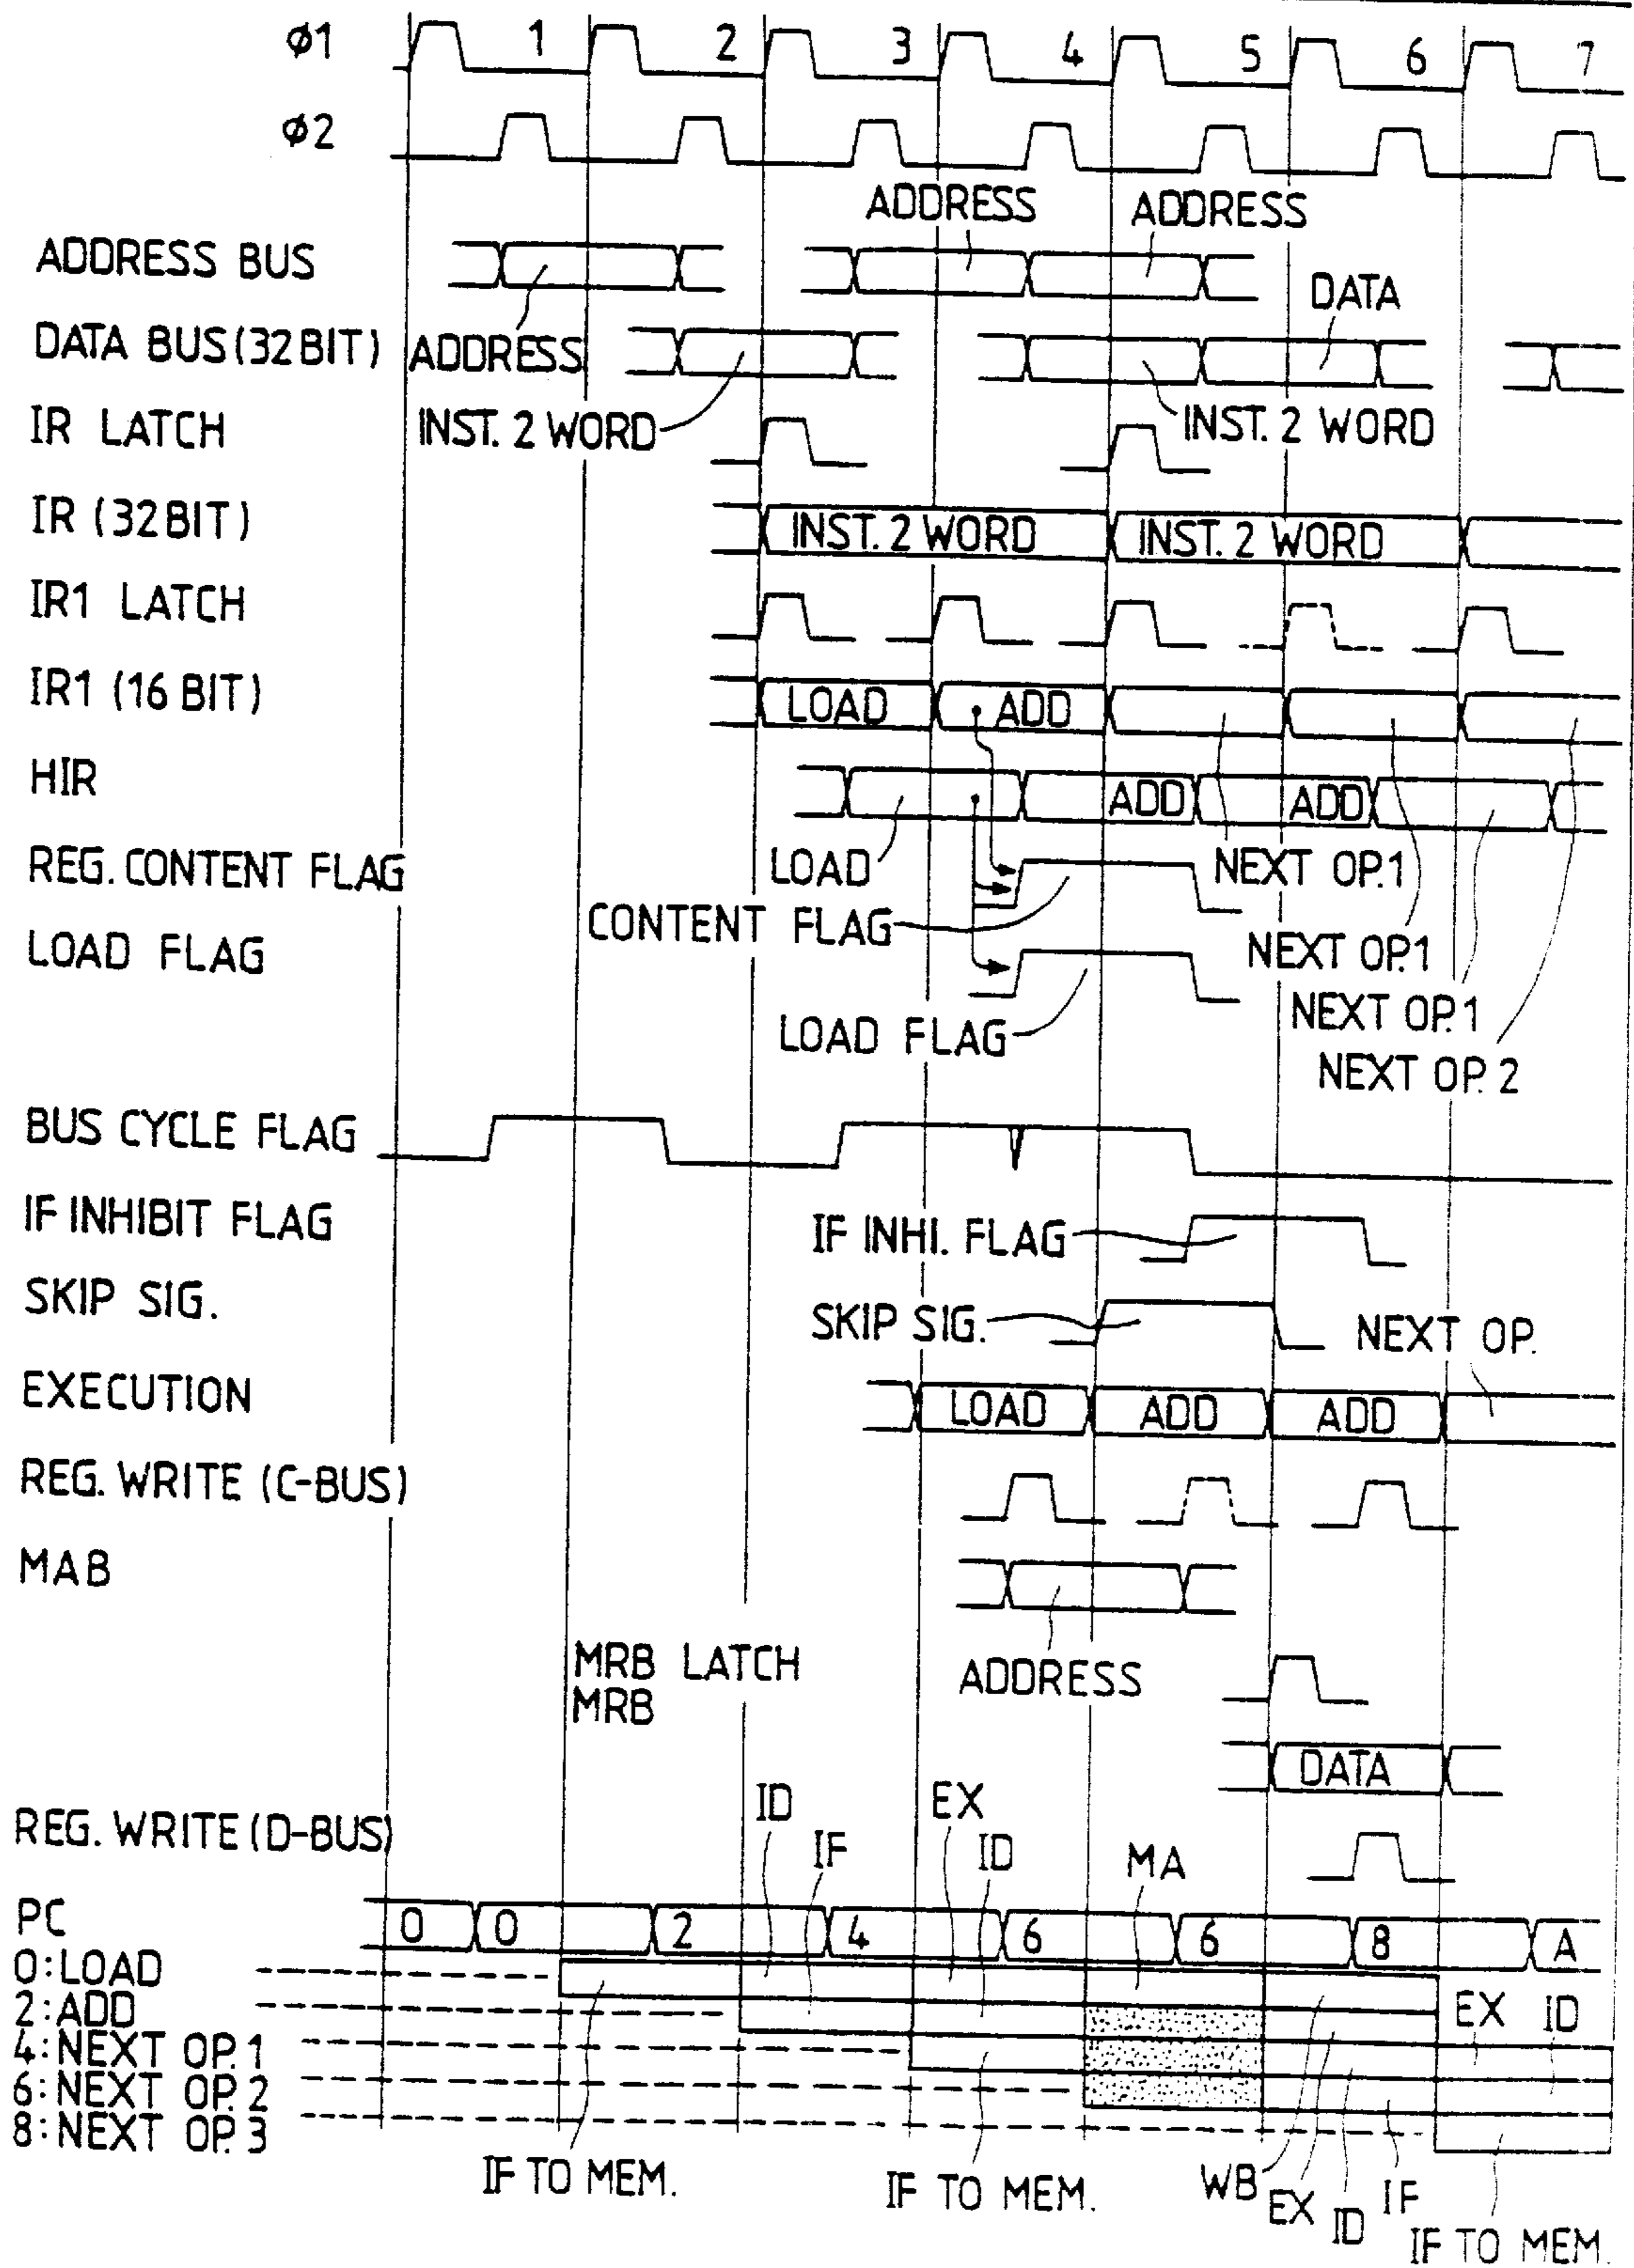 ø1 1 2 3 4 5 6 7
ø2
ADDRESS ADDRESS
ADDRESS BUS
DATA
DATA BUS (32BIT) ADDRESS
INST. 2 WORD INST. 2 WORD
IR LATCH
IR (32BIT) INST. 2 WORD INST. 2 WORD
IR1 LATCH
IR1 (16 BIT) LOAD ADD
HIR ADD ADD
REG. CONTENT FLAG LOAD NEXT OP.1
CONTENT FLAG
LOAD FLAG NEXT OP.1
NEXT OP.1
LOAD FLAG
NEXT OP. 2
BUS CYCLE FLAG
IF INHIBIT FLAG IF INHI. FLAG
SKIP SIG. SKIP SIG. NEXT OP.
EXECUTION LOAD ADD ADD
REG. WRITE (C-BUS)
MAB
MRB LATCH ADDRESS
MRB
DATA
ID EX
REG. WRITE (D-BUS) IF ID MA
PC 0 0 2 4 6 6 8 A
0:LOAD
2:ADD EX ID
4:NEXT OP. 1
6:NEXT OP. 2
8:NEXT OP. 3
IF TO MEM. IF TO MEM. WB EX ID IF
IF TO MEM.